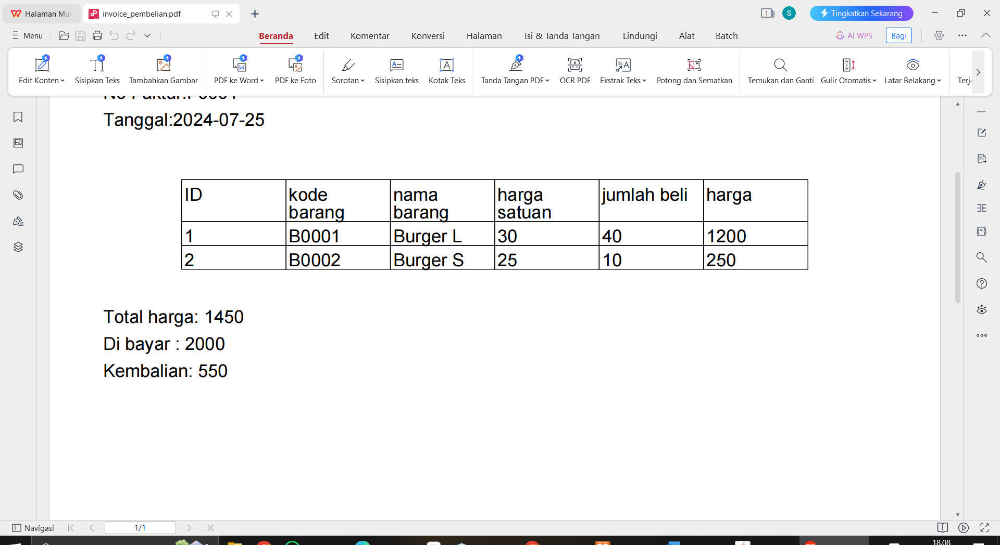 Halaman Mu
invoice_pembelian.pdf
1
S
Tingkatkan Sekarang
Menu
Beranda
Edit
Komentar
Konversi
Halaman
Isi & Tanda Tangan
Lindungi
Alat
Batch
AI WPS
Bagi
Edit Konten
Sisipkan Teks
Tambahkan Gambar
PDF ke Word
PDF ke Foto
Sorotan
Sisipkan teks
Kotak Teks
Tanda Tangan PDF
OCR PDF
Ekstrak Teks
Potong dan Sematkan
Temukan dan Ganti
Gulir Otomatis
Latar Belakang
Terj
Tanggal:2024-07-25
ID kode barang nama barang harga satuan jumlah beli harga
1 B0001 Burger L 30 40 1200
2 B0002 Burger S 25 10 250
Total harga: 1450
Di bayar : 2000
Kembalian: 550
Navigasi
1/1
18.08